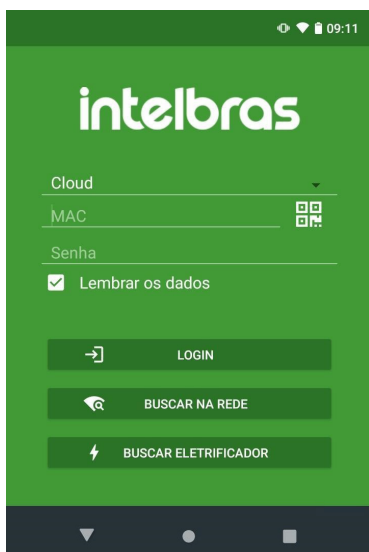 09:11
intelbras
Cloud
MAC
Senha
Lembrar os dados
LOGIN
BUSCAR NA REDE
BUSCAR ELETRIFICADOR